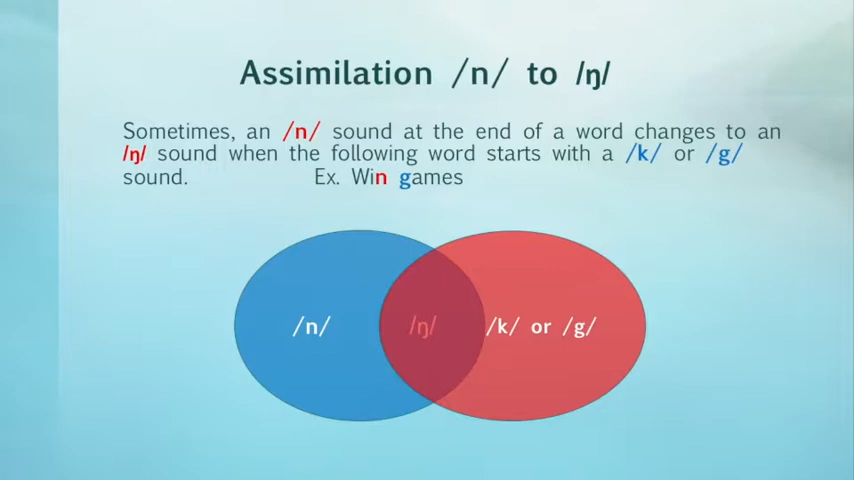 Assimilation /n/ to /ŋ/
Sometimes, an /n/ sound at the end of a word changes to an
/ŋ/ sound when the following word starts with a /k/ or /g/
sound. Ex. Win games
/n/ /ŋ/ /k/ or /g/